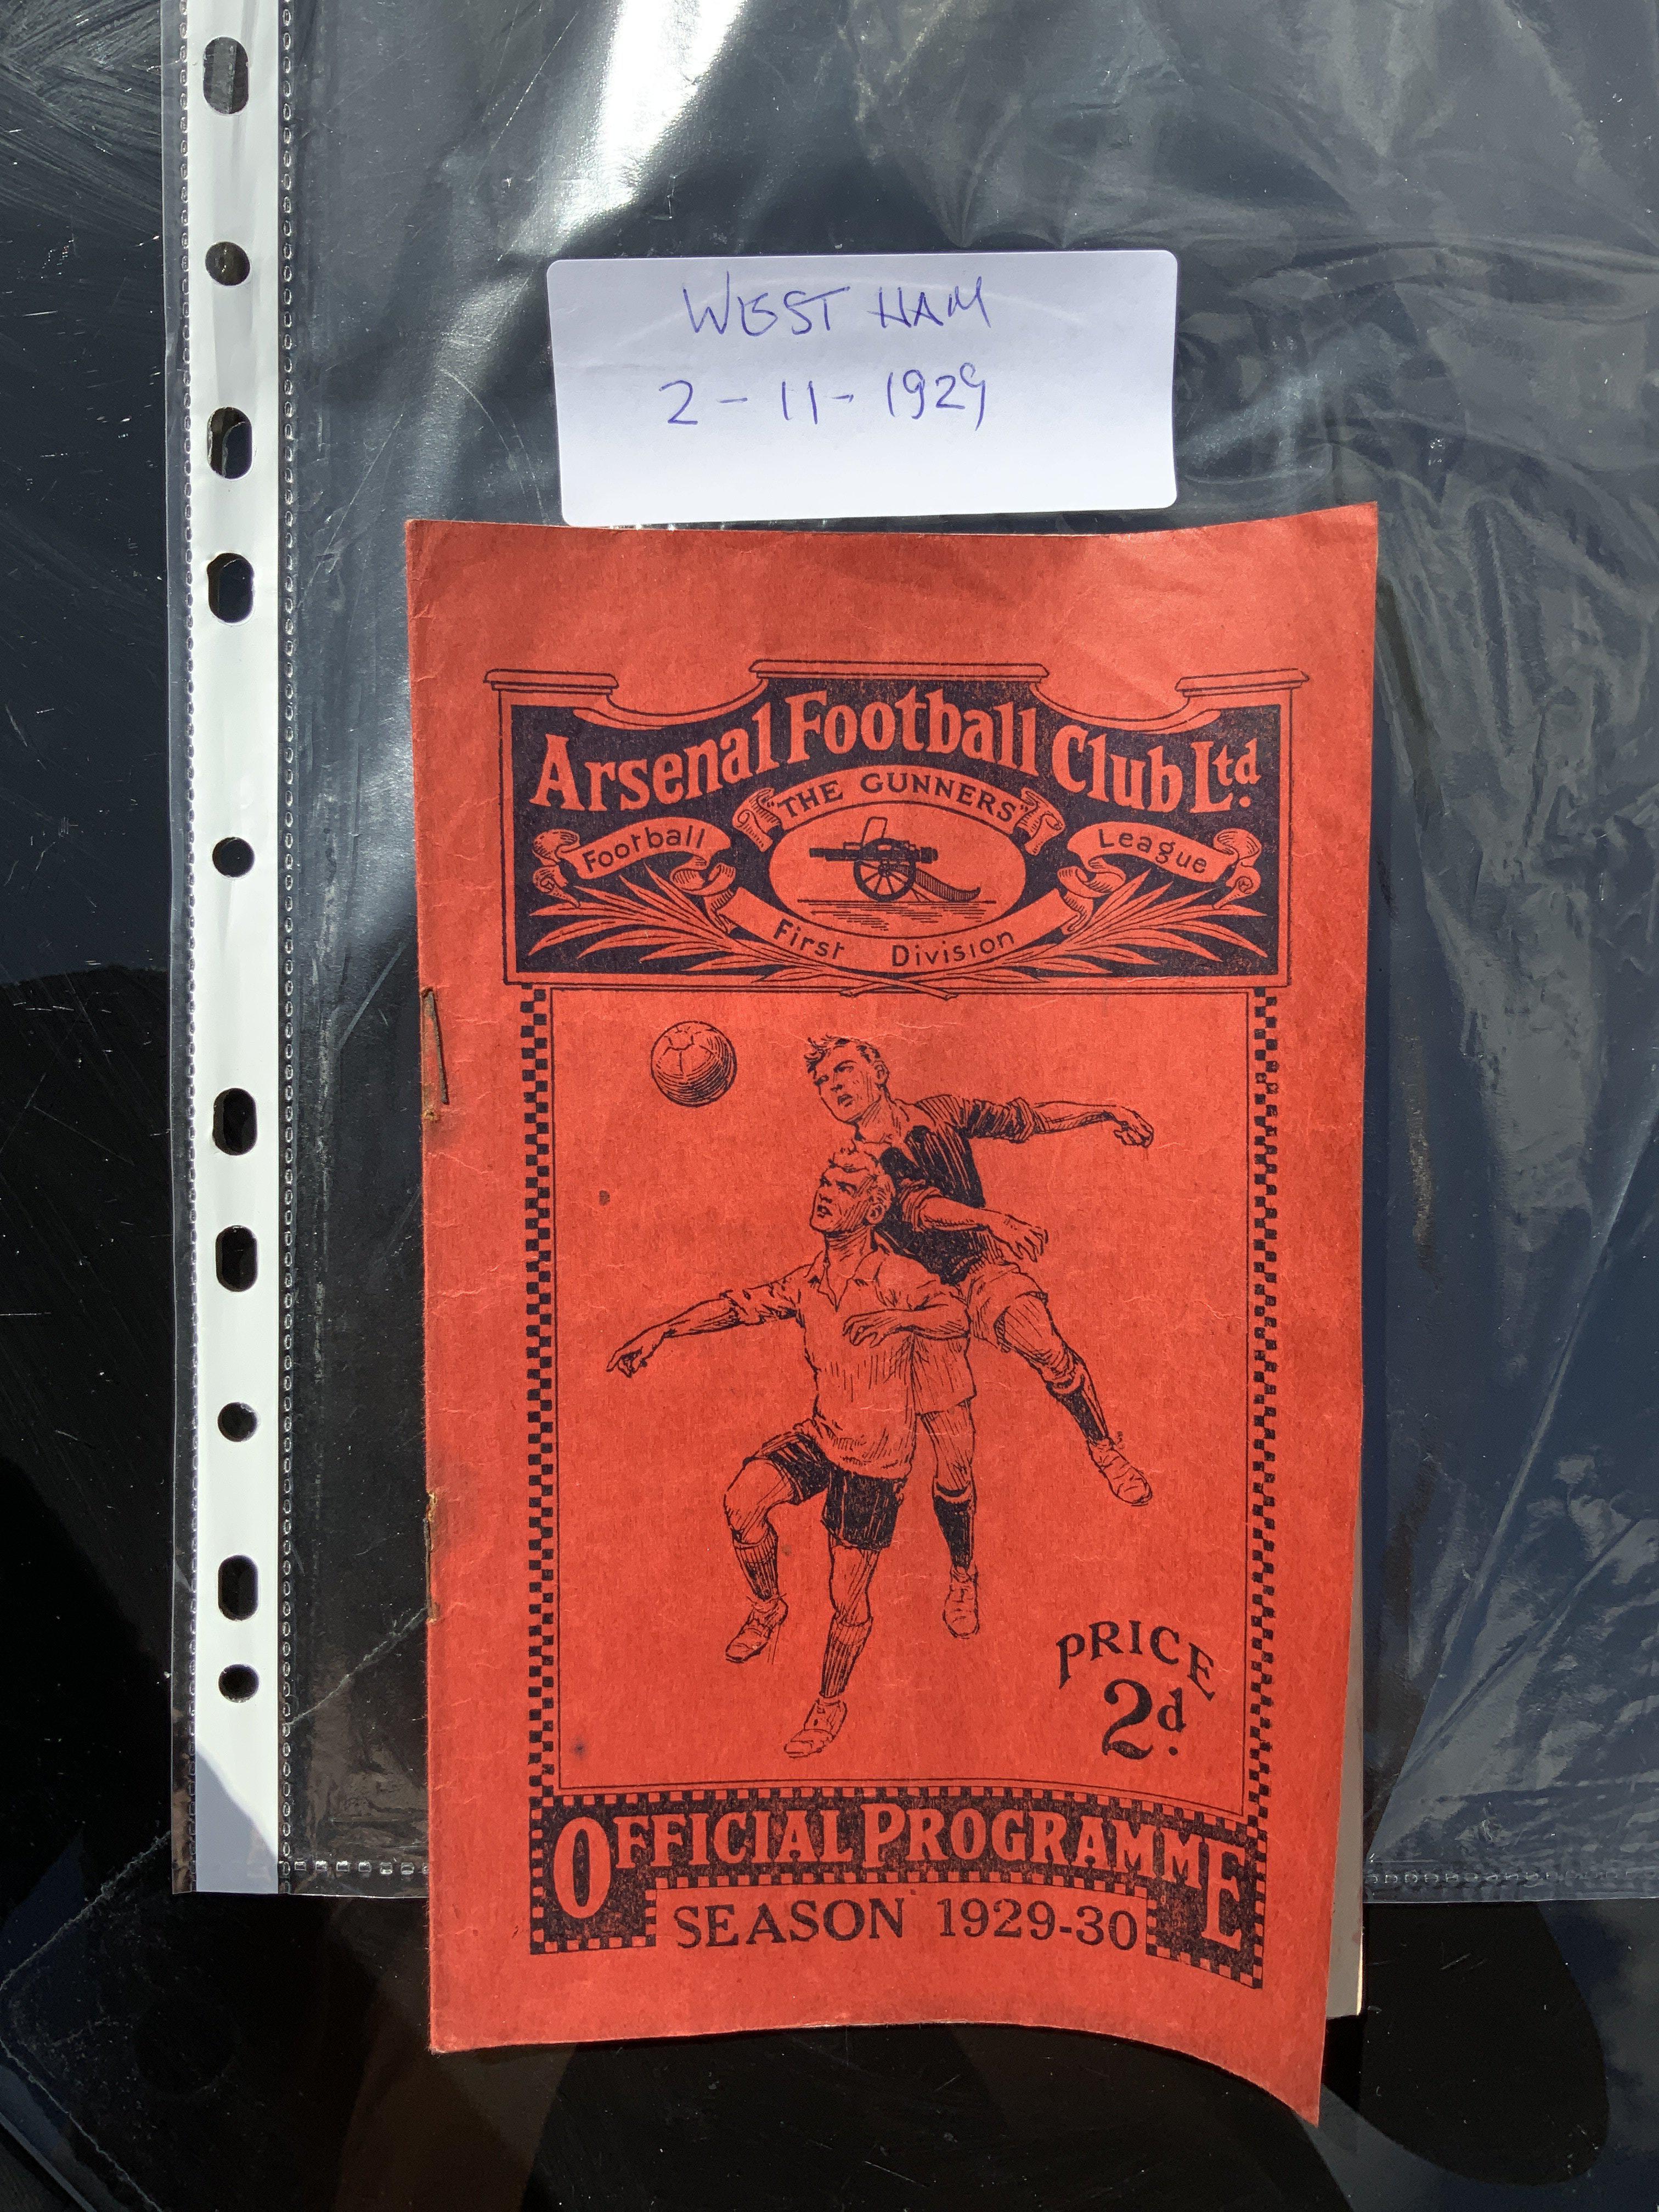 WEST HAM
2-11-1929
Arsenal Football Club Ltd.
"THE GUNNERS"
Football League
First Division
PRICE
2d.
OFFICIAL PROGRAMME
SEASON 1929-30